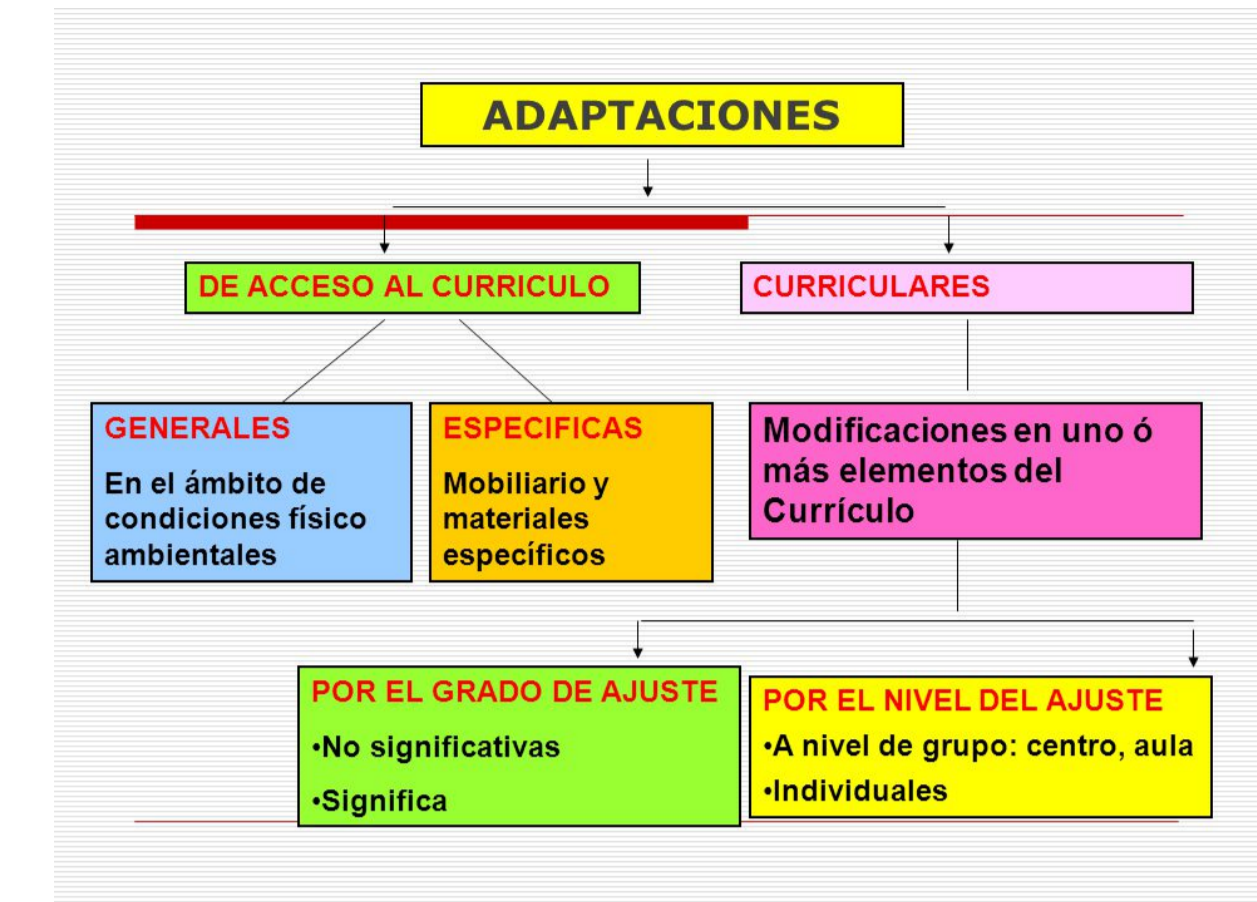 ADAPTACIONES
DE ACCESO AL CURRICULO
CURRICULARES
GENERALES
En el ámbito de
condiciones físico
ambientales
ESPECIFICAS
Mobiliario y
materiales
específicos
Modificaciones en uno ó
más elementos del
Currículo
POR EL GRADO DE AJUSTE
•No significativas
•Significa
POR EL NIVEL DEL AJUSTE
•A nivel de grupo: centro, aula
•Individuales